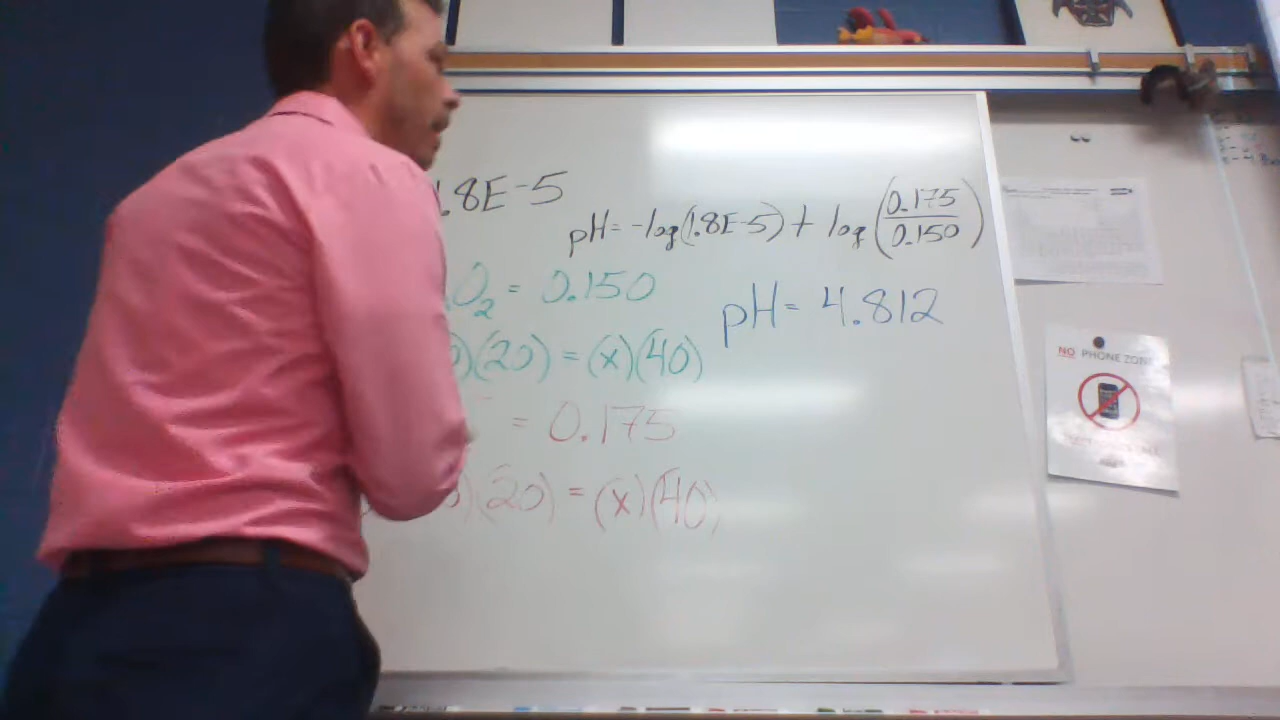 .8E-5
pH=-log(1.8E-5)+ log(0.175/0.150)
O₂ = 0.150
pH= 4.812
)(20) = (x)(40)
= 0.175
)(20) = (x)(40)
NO PHONE ZONE